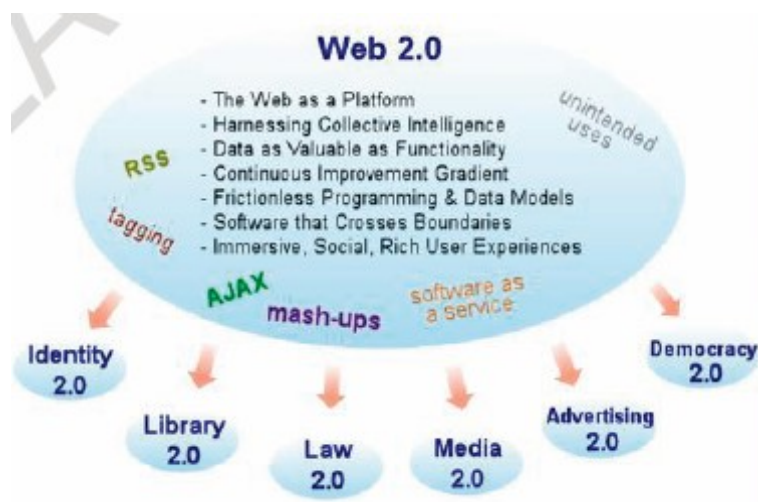 Web 2.0
- The Web as a Platform
- Harnessing Collective Intelligence
- Data as Valuable as Functionality
- Continuous Improvement Gradient
- Frictionless Programming & Data Models
- Software that Crosses Boundaries
- Immersive, Social, Rich User Experiences
unintended
uses
RSS
tagging
AJAX
mash-ups
software as
a service
Identity
2.0
Library
2.0
Law
2.0
Media
2.0
Advertising
2.0
Democracy
2.0